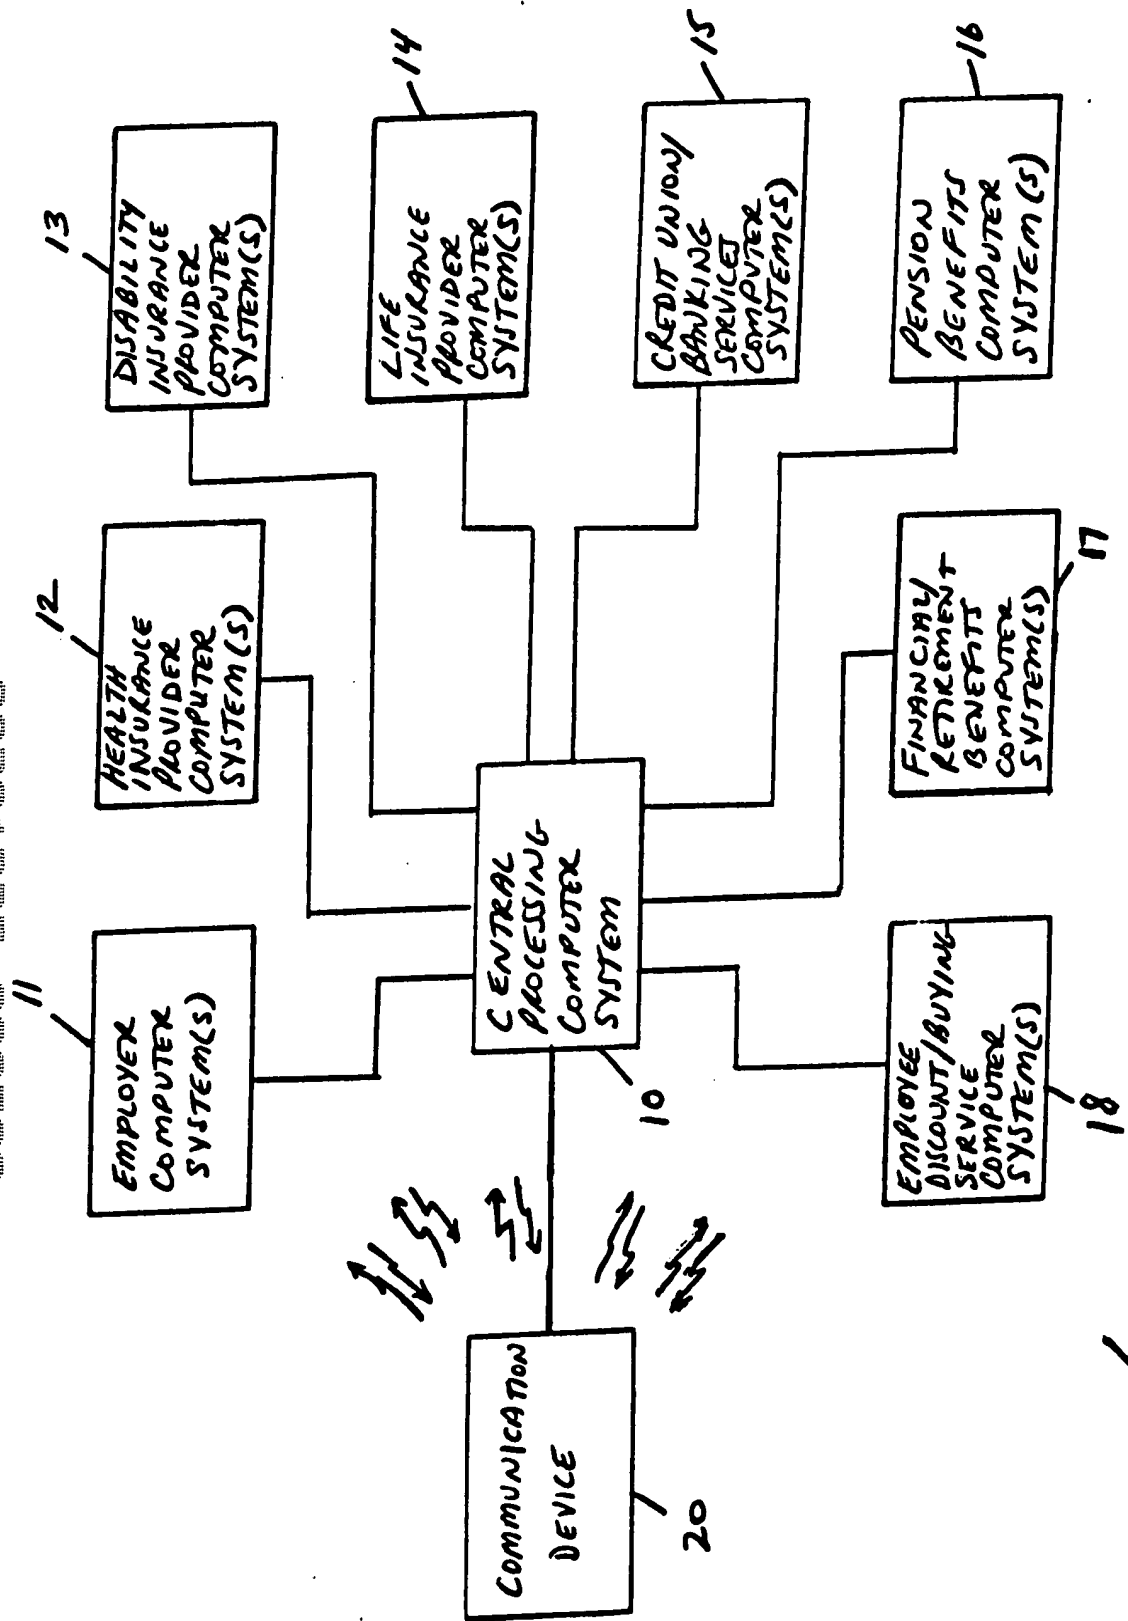 11
EMPLOYER
COMPUTER
SYSTEM(S)
12
HEALTH
INSURANCE
PROVIDER
COMPUTER
SYSTEM(S)
13
DISABILITY
INSURANCE
PROVIDER
COMPUTER
SYSTEM(S)
14
LIFE
INSURANCE
PROVIDER
COMPUTER
SYSTEM(S)
15
CREDIT UNION/
BANKING
SERVICES
COMPUTER
SYSTEM(S)
16
PENSION
BENEFITS
COMPUTER
SYSTEM(S)
COMMUNICATION
DEVICE
20
CENTRAL
PROCESSING
COMPUTER
SYSTEM
10
EMPLOYEE
DISCOUNT/BUYING
SERVICE
COMPUTER
SYSTEM(S)
18
FINANCIAL/
RETIREMENT
BENEFITS
COMPUTER
SYSTEM(S)
17